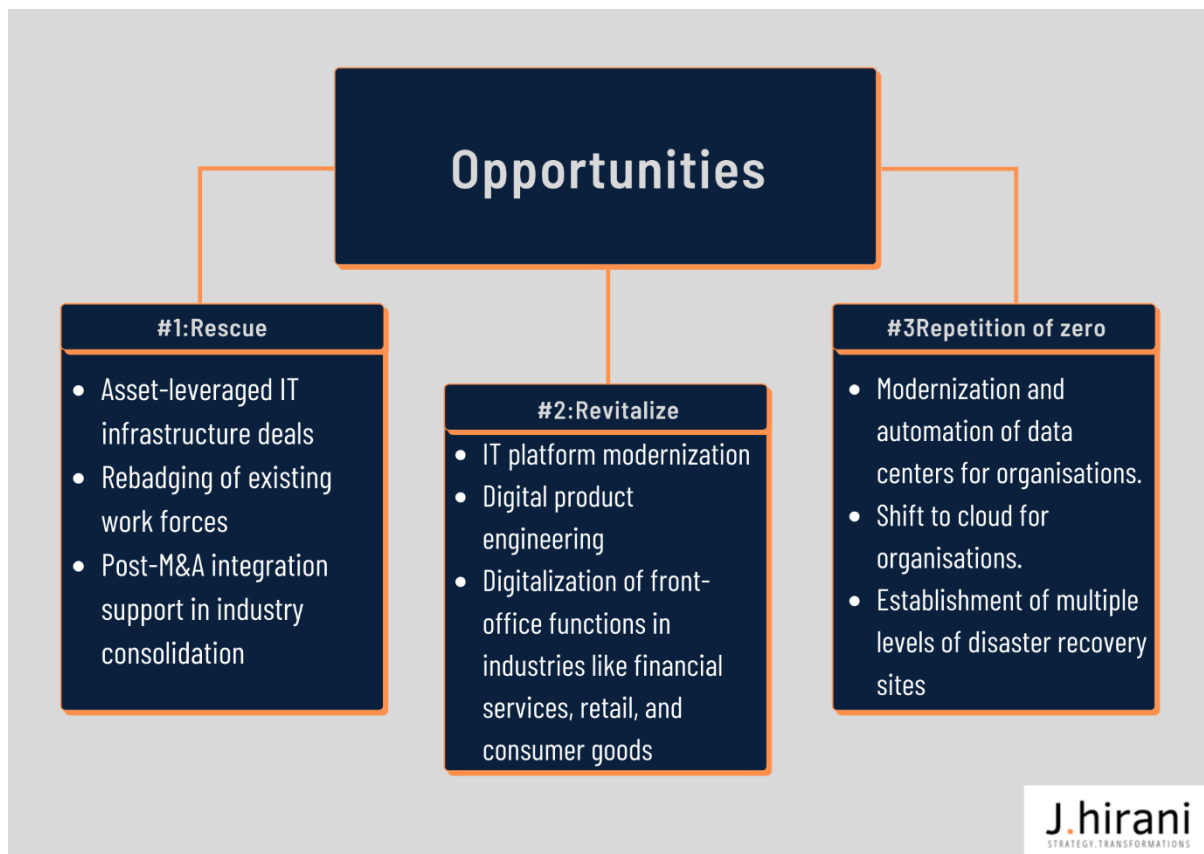 Opportunities
#1:Rescue
• Asset-leveraged IT
infrastructure deals
• Rebadging of existing
work forces
• Post-M&A integration
support in industry
consolidation
#2:Revitalize
• IT platform modernization
• Digital product
engineering
• Digitalization of front-
office functions in
industries like financial
services, retail, and
consumer goods
#3Repetition of zero
• Modernization and
automation of data
centers for organisations.
• Shift to cloud for
organisations.
• Establishment of multiple
levels of disaster recovery
sites
J.hirani
STRATEGY.TRANSFORMATIONS